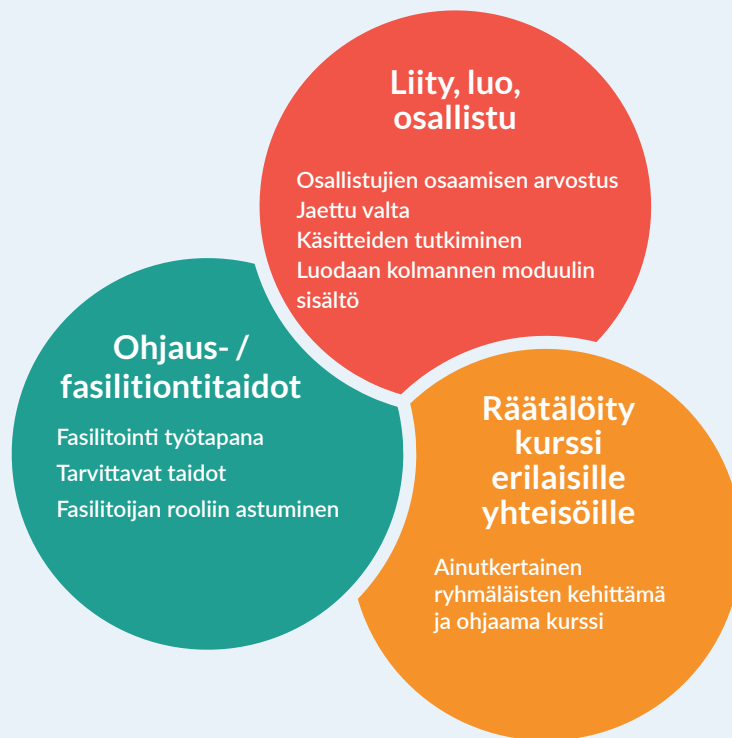 Liity, luo,
osallistu
Osallistujien osaamisen arvostus
Jaettu valta
Käsitteiden tutkiminen
Luodaan kolmannen moduulin
sisältö
Ohjaus- /
fasilitiontitaidot
Fasilitointi työtapana
Tarvittavat taidot
Fasilitoijan rooliin astuminen
Räätälöity
kurssi
erilaisille
yhteisöille
Ainutkertainen
ryhmäläisten kehittämä
ja ohjaama kurssi